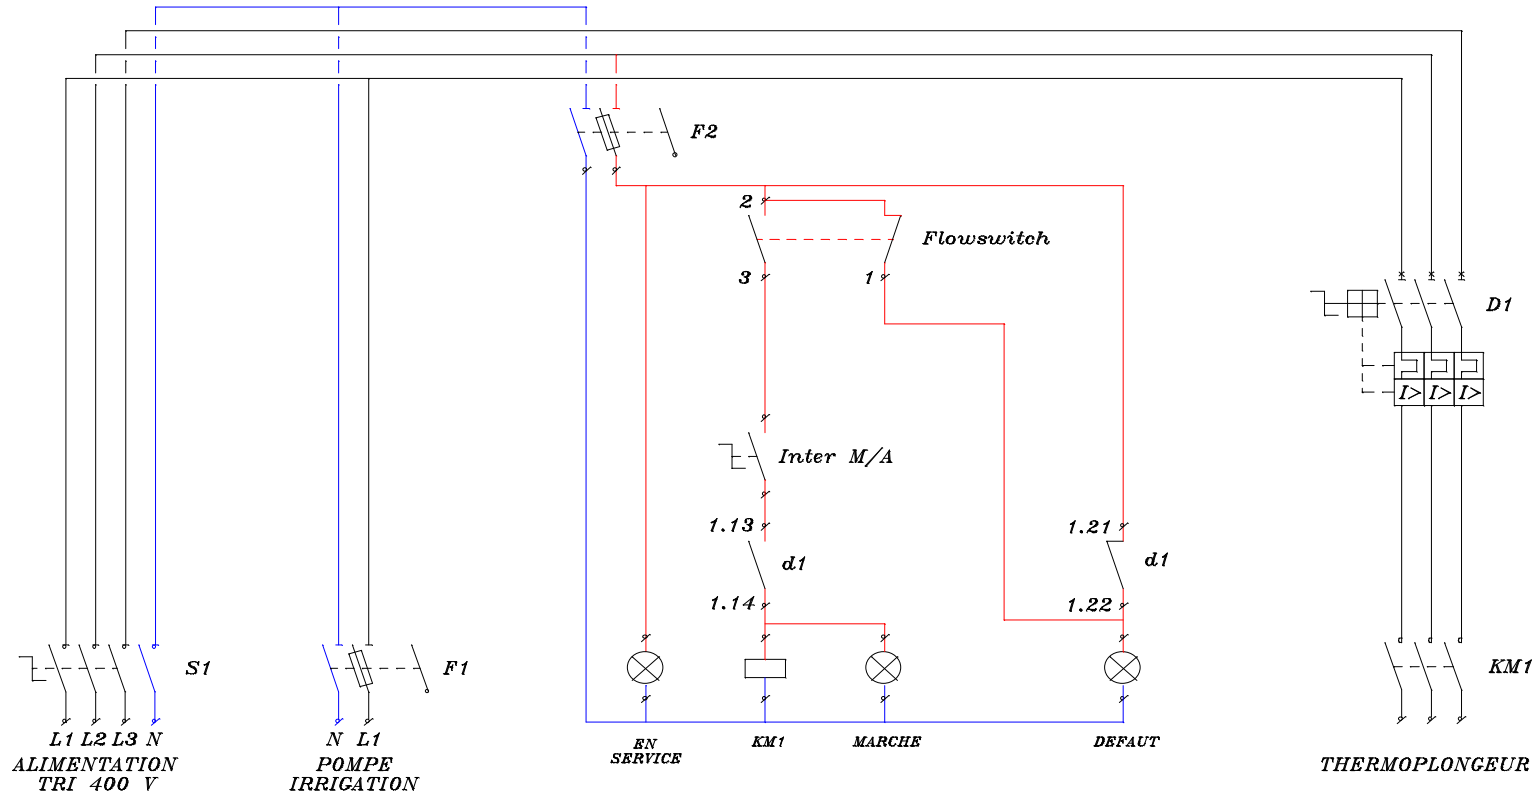 F2
2
Flowswitch
3
1
D1
I>
I>
I>
Inter M/A
1.13
1.21
d1
d1
1.14
1.22
S1
F1
KM1
L1 L2 L3 N
N L1
EN
SERVICE
KM1
MARCHE
DEFAUT
ALIMENTATION
TRI 400 V
POMPE
IRRIGATION
THERMOPLONGEUR